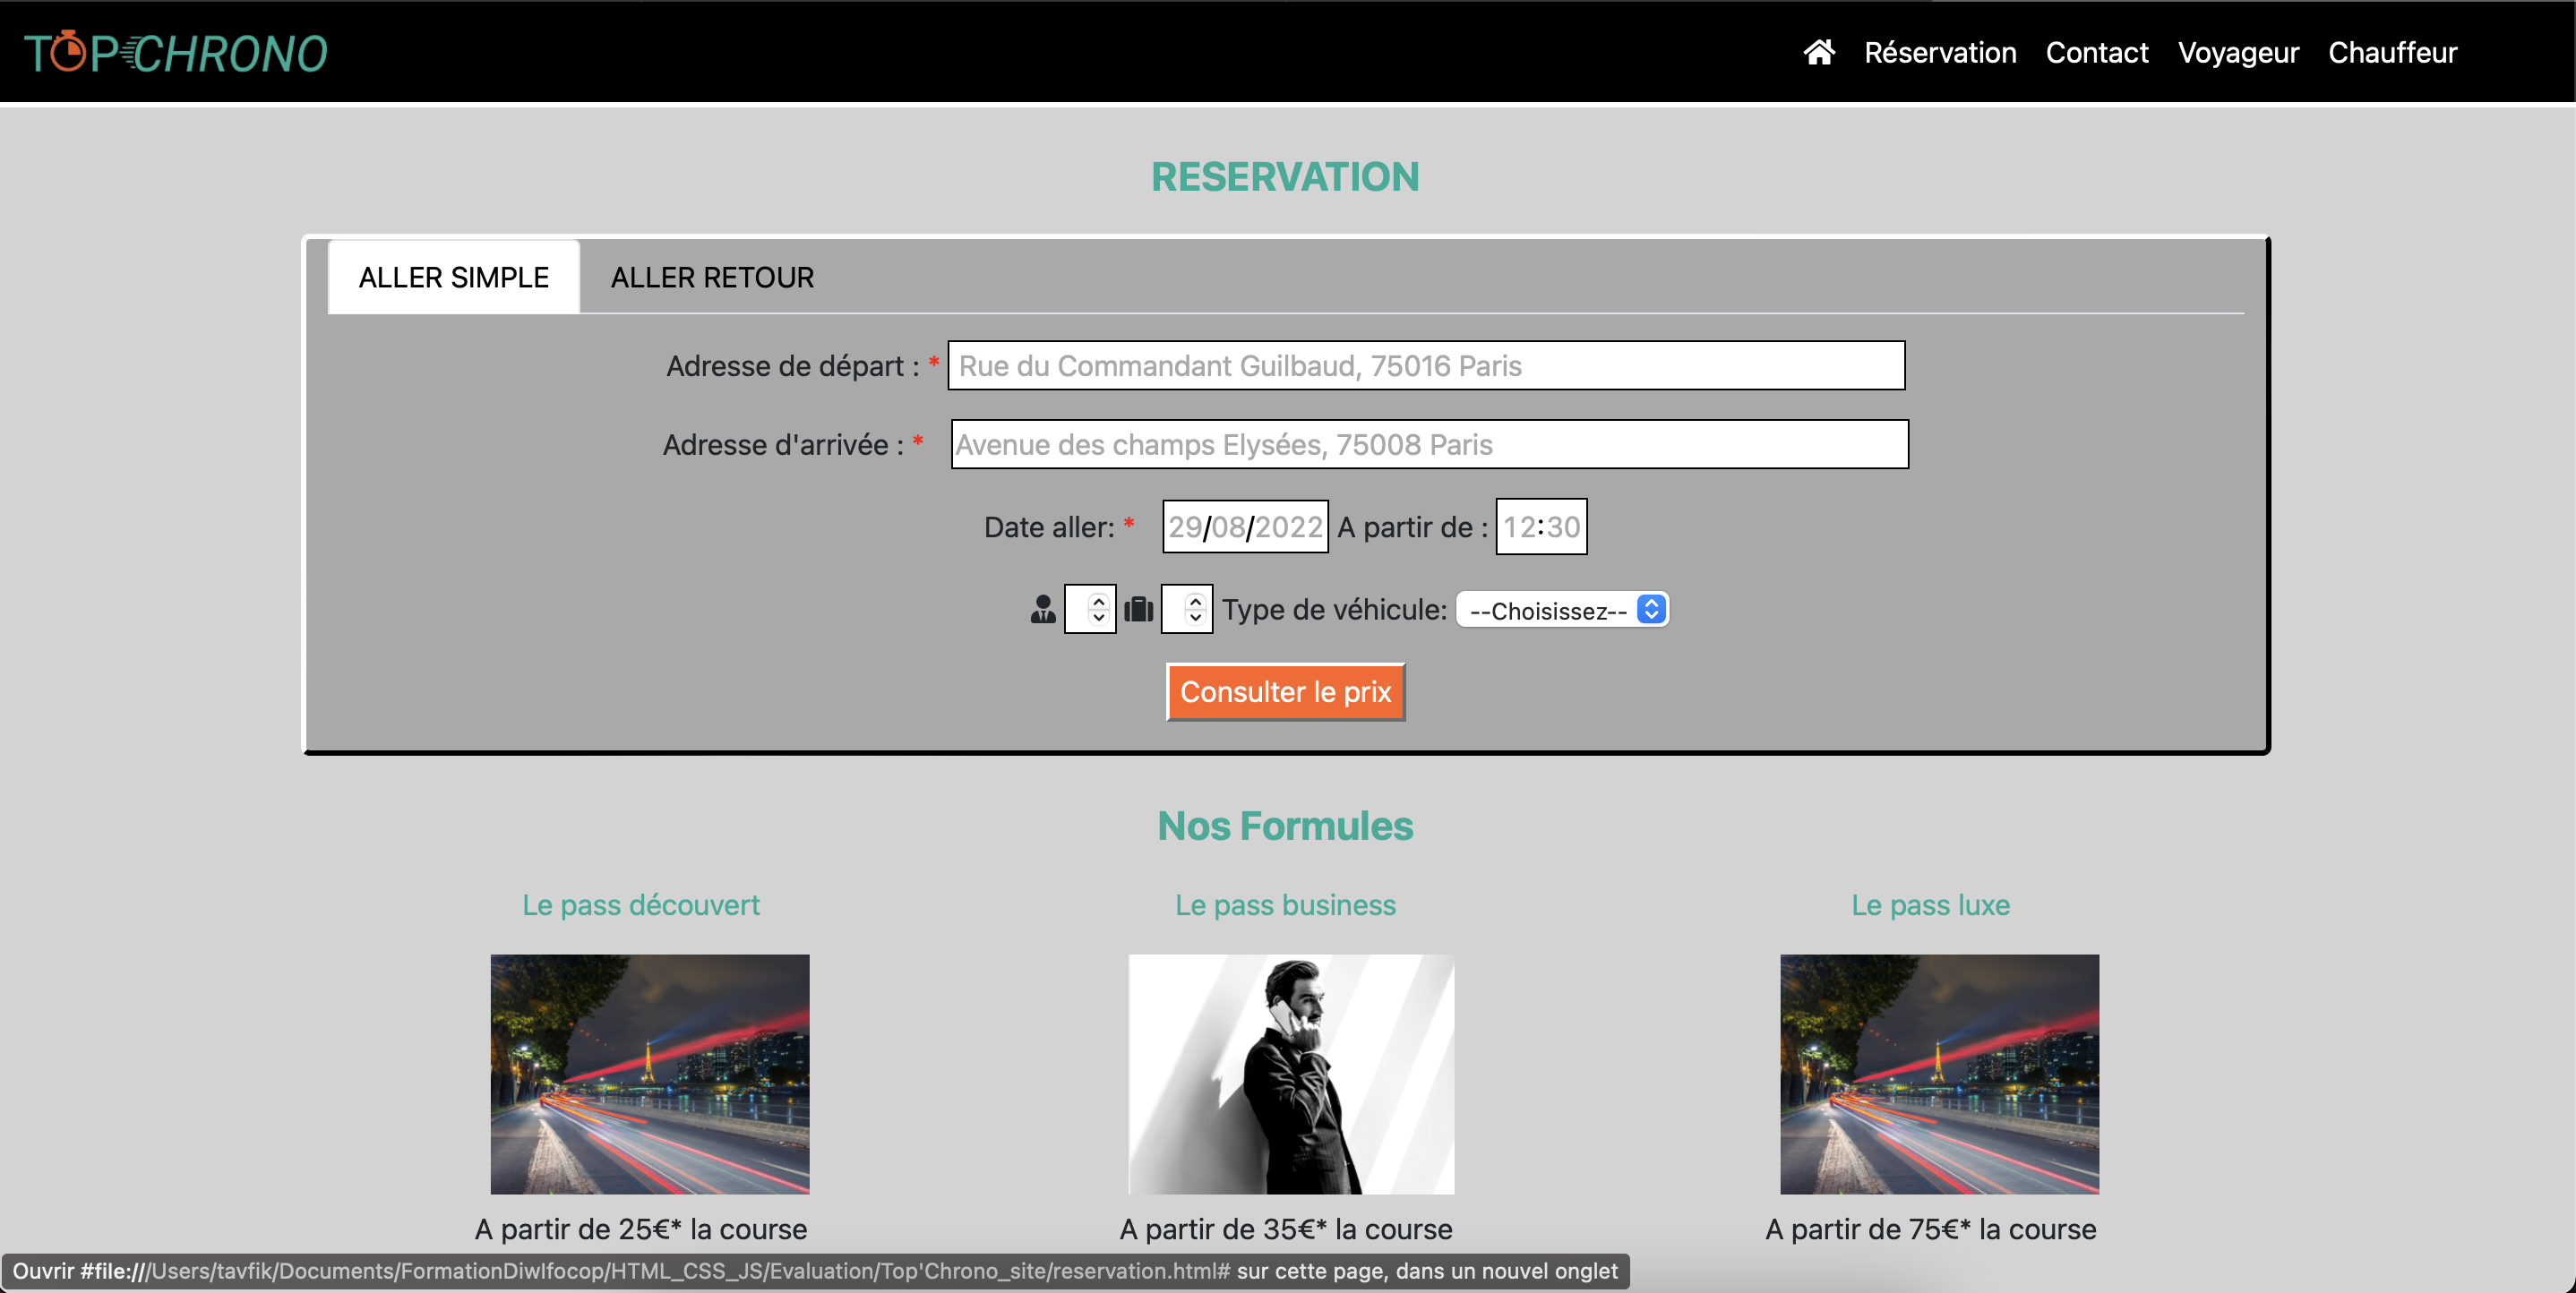 TOP CHRONO
Réservation Contact Voyageur Chauffeur
RESERVATION
ALLER SIMPLE ALLER RETOUR
Adresse de départ : * Rue du Commandant Guilbaud, 75016 Paris
Adresse d'arrivée : * Avenue des champs Elysées, 75008 Paris
Date aller: * 29/08/2022 A partir de : 12:30
Type de véhicule: --Choisissez--
Consulter le prix
Nos Formules
Le pass découvert
Le pass business
Le pass luxe
A partir de 25€* la course
A partir de 35€* la course
A partir de 75€* la course
Ouvrir #file:///Users/tavfik/Documents/FormationDiwIfocop/HTML_CSS_JS/Evaluation/Top'Chrono_site/reservation.html# sur cette page, dans un nouvel onglet